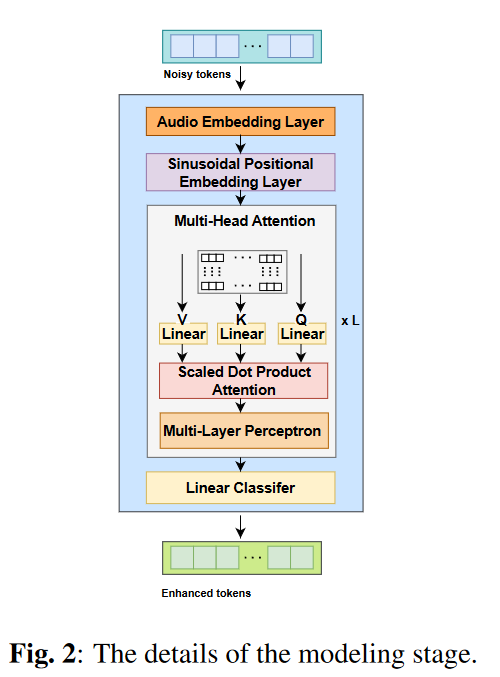 ...
Noisy tokens
Audio Embedding Layer
Sinusoidal Positional
Embedding Layer
Multi-Head Attention
...
...
...
...
V
K
Q
x L
Linear
Linear
Linear
Scaled Dot Product
Attention
Multi-Layer Perceptron
Linear Classifer
...
Enhanced tokens
Fig. 2: The details of the modeling stage.